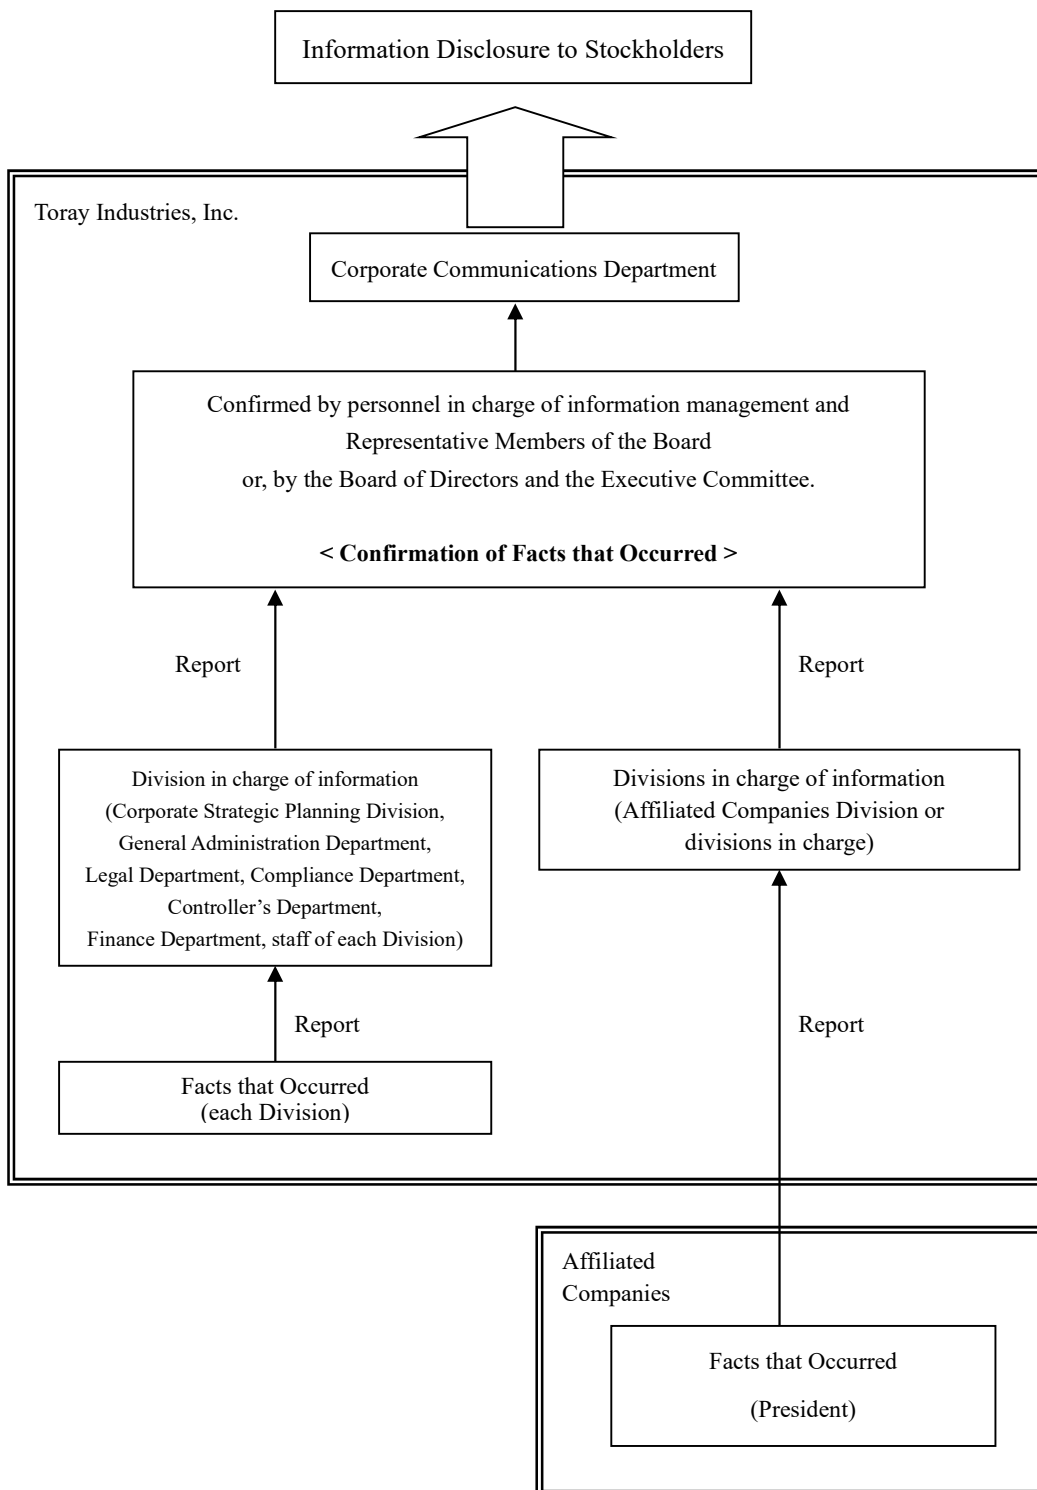 Information Disclosure to Stockholders
Toray Industries, Inc.
Corporate Communications Department
Confirmed by personnel in charge of information management and
Representative Members of the Board
or, by the Board of Directors and the Executive Committee.
< Confirmation of Facts that Occurred >
Report
Report
Division in charge of information
(Corporate Strategic Planning Division,
General Administration Department,
Legal Department, Compliance Department,
Controller’s Department,
Finance Department, staff of each Division)
Divisions in charge of information
(Affiliated Companies Division or
divisions in charge)
Report
Report
Facts that Occurred
(each Division)
Affiliated
Companies
Facts that Occurred
(President)